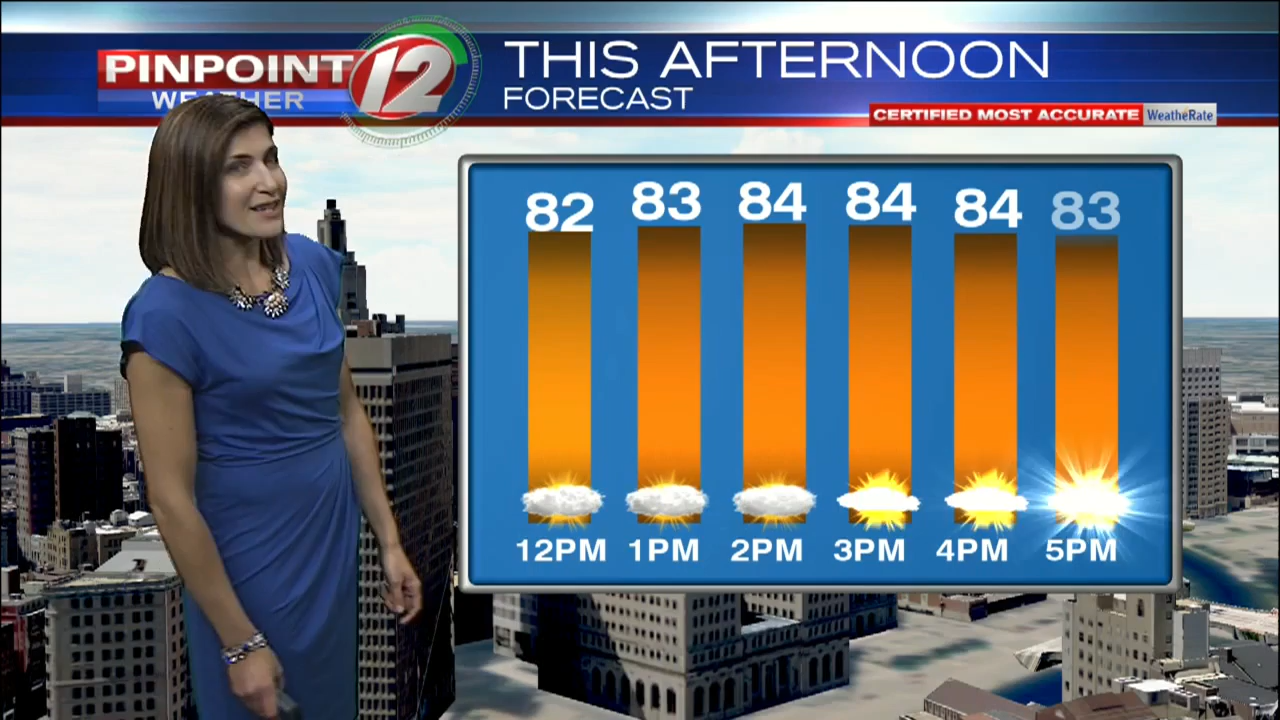 PINPOINT
WEATHER
12
THIS AFTERNOON
FORECAST
CERTIFIED MOST ACCURATE WeatheRate
82 83 84 84 84 83
12PM 1PM 2PM 3PM 4PM 5PM